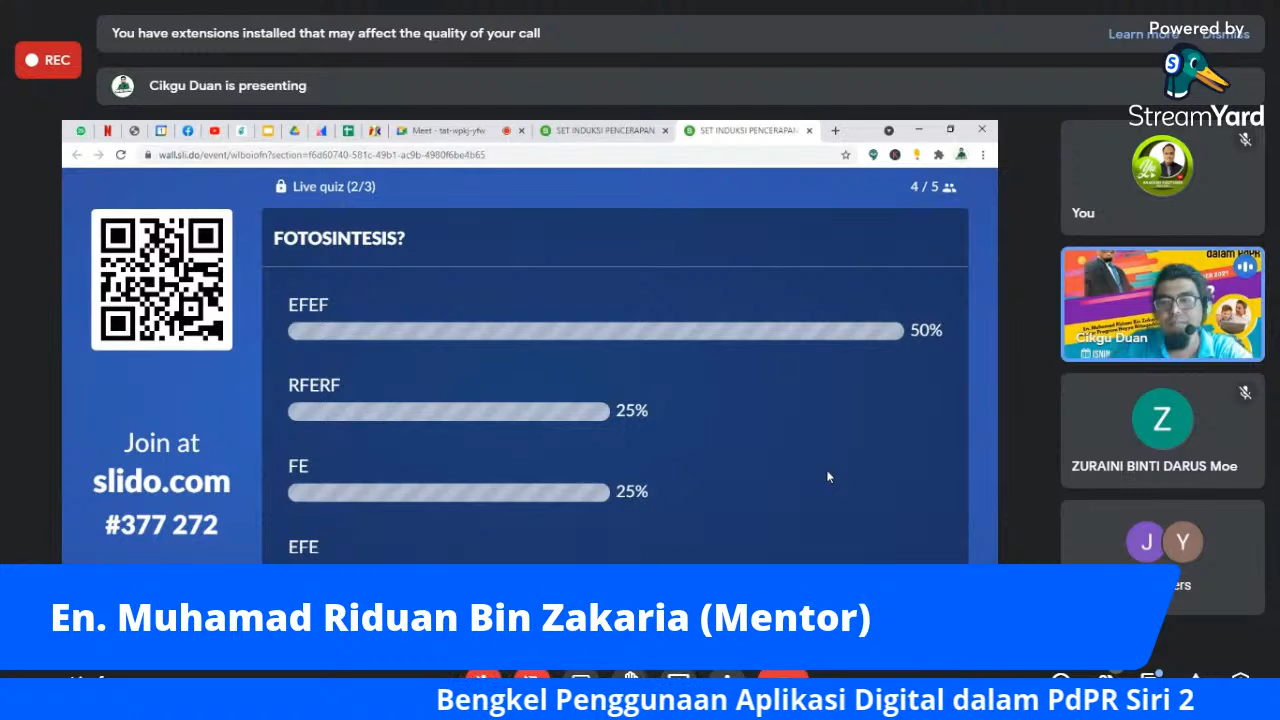 You have extensions installed that may affect the quality of your call
Learn more
Dismiss
Powered by
StreamYard
REC
Cikgu Duan is presenting
Meet - tat-wpkj-yfw
SET INDUKSI PENCERAPAN
SET INDUKSI PENCERAPAN
wall.sli.do/event/wlboiofn?section=f6d60740-581c-49b1-ac9b-4980f6be4b65
Live quiz (2/3)
4 / 5
FOTOSINTESIS?
EFEF
50%
RFERF
25%
FE
25%
EFE
Join at
slido.com
#377 272
You
dalam PdPR
Cikgu Duan
ISNIN
Z
ZURAINI BINTI DARUS Moe
J
Y
En. Muhamad Riduan Bin Zakaria (Mentor)
Bengkel Penggunaan Aplikasi Digital dalam PdPR Siri 2